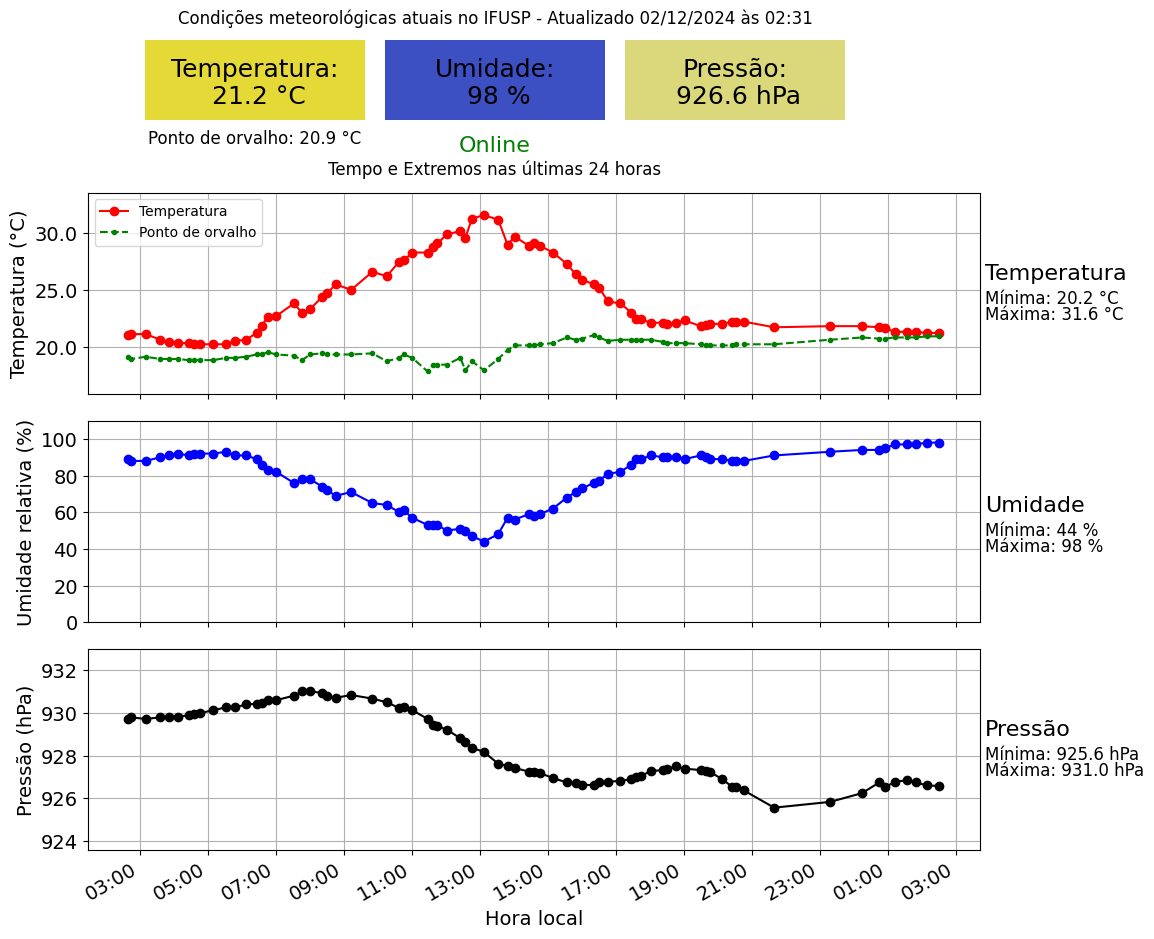 Condições meteorológicas atuais no IFUSP - Atualizado 02/12/2024 às 02:31
Temperatura:
21.2 °C
Umidade:
98 %
Pressão:
926.6 hPa
Ponto de orvalho: 20.9 °C
Online
Tempo e Extremos nas últimas 24 horas
Temperatura (°C)
30.0
25.0
20.0
Temperatura
Ponto de orvalho
Temperatura
Mínima: 20.2 °C
Máxima: 31.6 °C
Umidade relativa (%)
100
80
60
40
20
0
Umidade
Mínima: 44 %
Máxima: 98 %
Pressão (hPa)
932
930
928
926
924
Pressão
Mínima: 925.6 hPa
Máxima: 931.0 hPa
03:00
05:00
07:00
09:00
11:00
13:00
15:00
17:00
19:00
21:00
23:00
01:00
03:00
Hora local